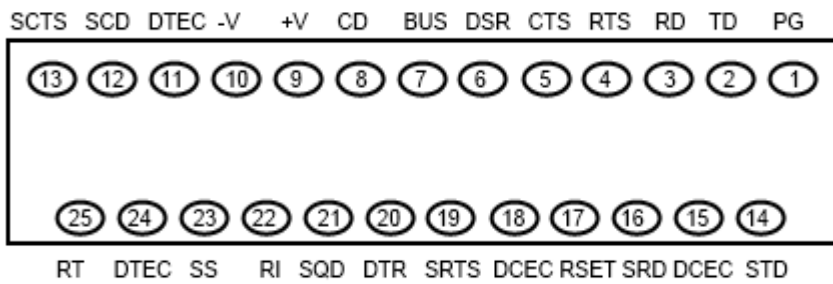 SCTS SCD DTEC -V +V CD BUS DSR CTS RTS RD TD PG
13 12 11 10 9 8 7 6 5 4 3 2 1
25 24 23 22 21 20 19 18 17 16 15 14
RT DTEC SS RI SQD DTR SRTS DCEC RSET SRD DCEC STD